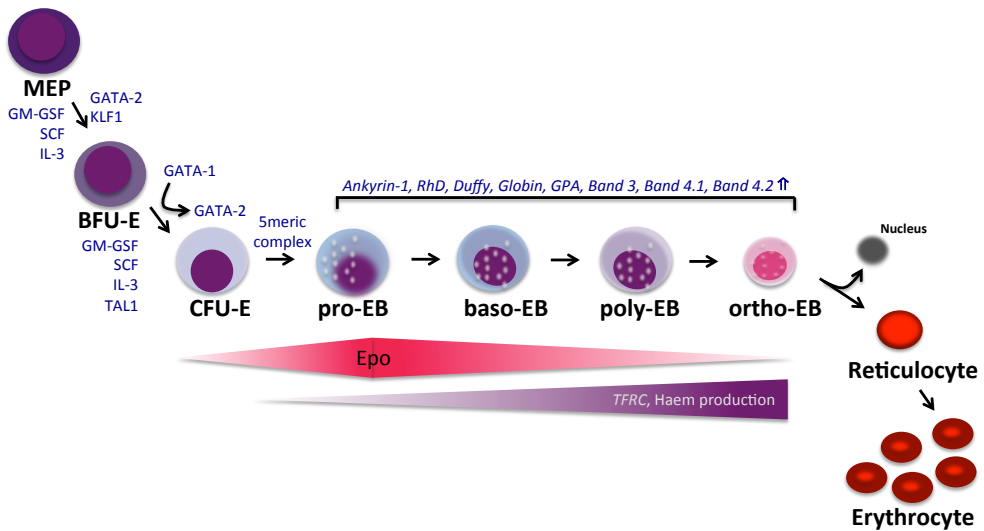 MEP
GATA-2
KLF1
GM-GSF
SCF
IL-3
BFU-E
GATA-1
GATA-2
GM-GSF
SCF
IL-3
TAL1
CFU-E
5meric
complex
Ankyrin-1, RhD, Duffy, Globin, GPA, Band 3, Band 4.1, Band 4.2 ⇑
pro-EB
baso-EB
poly-EB
ortho-EB
Nucleus
Reticulocyte
Erythrocyte
Epo
TFRC, Haem production